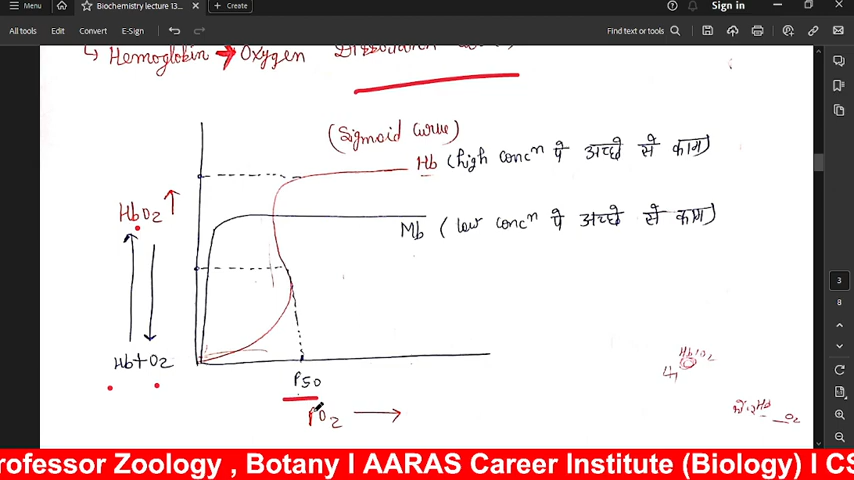 Menu
Biochemistry lecture 13...
Create
Sign in
All tools
Edit
Convert
E-Sign
Find text or tools
↳ Hemoglobin → Oxygen
(Sigmoid curve)
Hb (high concⁿ पे अच्छे से काम)
HbO2 ↑
Mb (low concⁿ पे अच्छे से काम)
Hb+O2
P50
PO2 →
3
8
rofessor Zoology , Botany I AARAS Career Institute (Biology) I CS